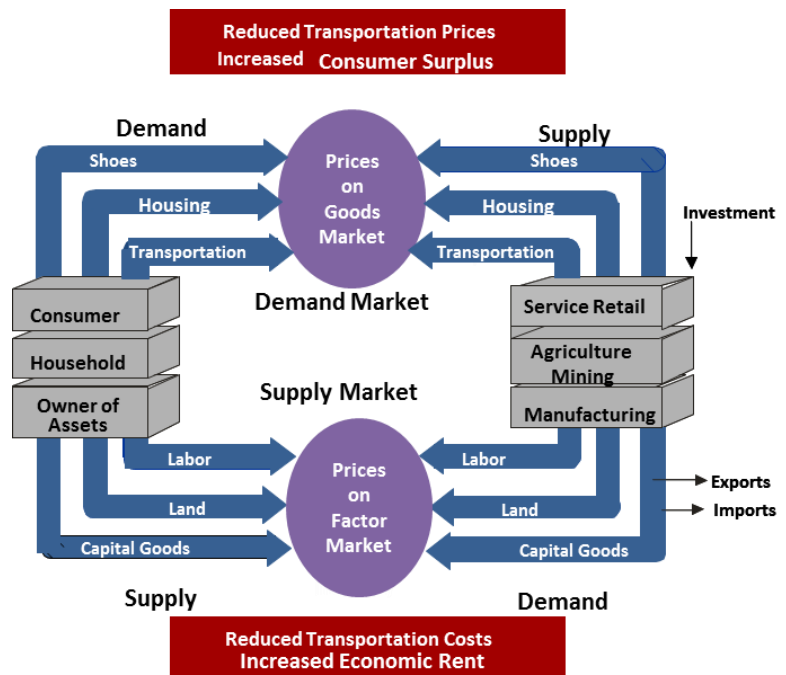 Reduced Transportation Prices
Increased Consumer Surplus
Demand
Supply
Shoes
Prices
on
Goods
Market
Shoes
Housing
Housing
Investment
Transportation
Transportation
Demand Market
Consumer
Household
Owner of
Assets
Service Retail
Agriculture
Mining
Manufacturing
Supply Market
Labor
Prices
on
Factor
Market
Labor
Land
Land
Exports
Imports
Capital Goods
Capital Goods
Supply
Demand
Reduced Transportation Costs
Increased Economic Rent